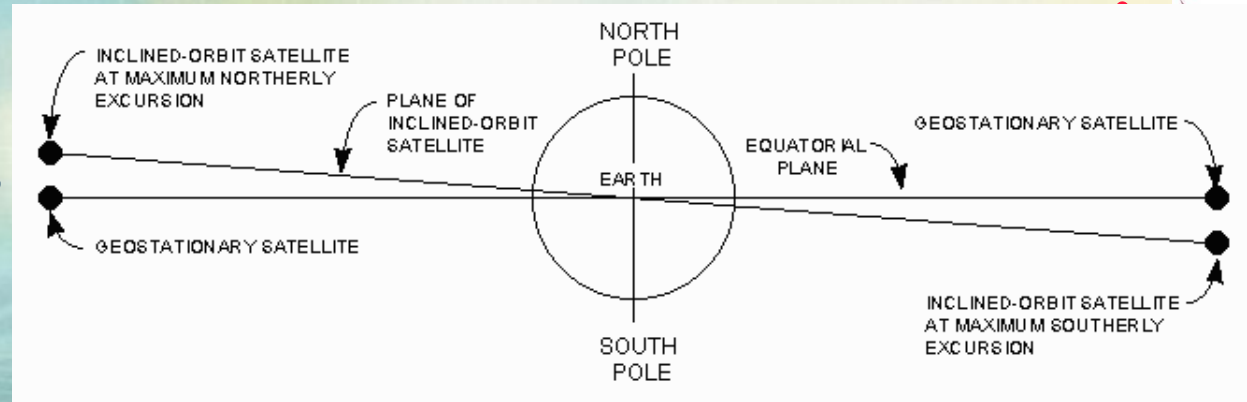 NORTH
POLE
INCLINED-ORBIT SATELLITE
AT MAXIMUM NORTHERLY
EXCURSION
PLANE OF
INCLINED-ORBIT
SATELLITE
GEOSTATIONARY SATELLITE
EQUATORIAL
PLANE
EARTH
GEOSTATIONARY SATELLITE
INCLINED-ORBIT SATELLITE
AT MAXIMUM SOUTHERLY
EXCURSION
SOUTH
POLE